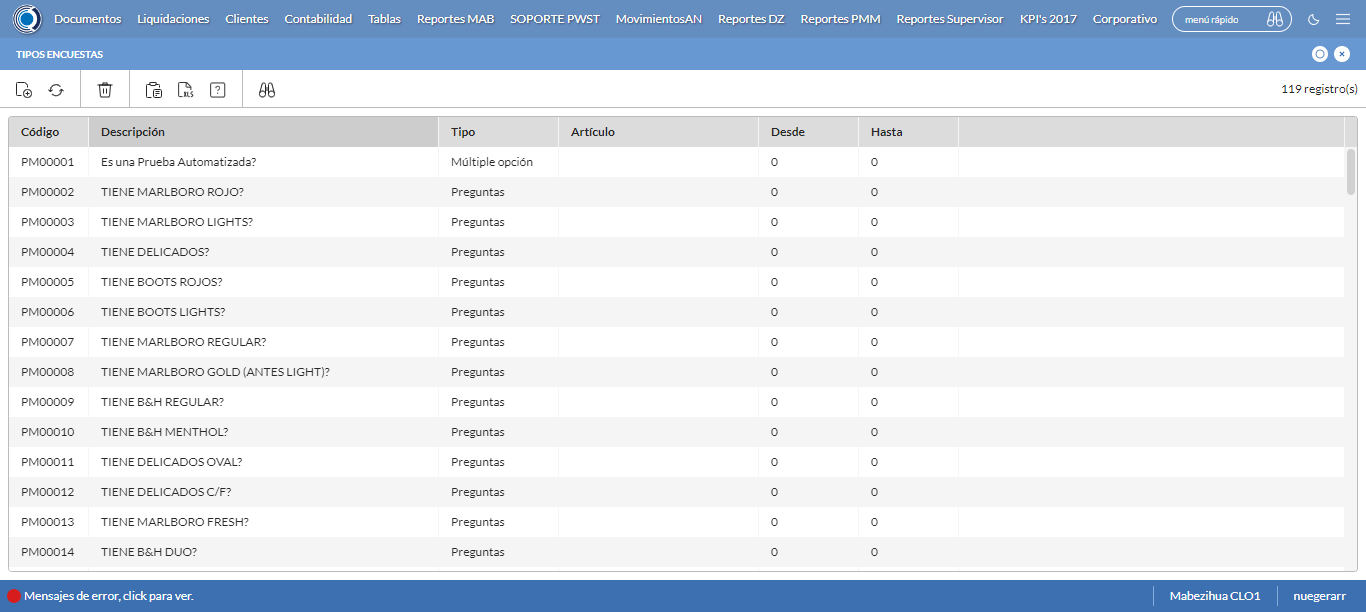 Documentos Liquidaciones Clientes Contabilidad Tablas Reportes MAB SOPORTE PWST MovimientosAN Reportes DZ Reportes PMM Reportes Supervisor KPI's 2017 Corporativo menú rápido
TIPOS ENCUESTAS
XLS ? 119 registro(s)
Código Descripción Tipo Artículo Desde Hasta
PM00001 Es una Prueba Automatizada? Múltiple opción 0 0
PM00002 TIENE MARLBORO ROJO? Preguntas 0 0
PM00003 TIENE MARLBORO LIGHTS? Preguntas 0 0
PM00004 TIENE DELICADOS? Preguntas 0 0
PM00005 TIENE BOOTS ROJOS? Preguntas 0 0
PM00006 TIENE BOOTS LIGHTS? Preguntas 0 0
PM00007 TIENE MARLBORO REGULAR? Preguntas 0 0
PM00008 TIENE MARLBORO GOLD (ANTES LIGHT)? Preguntas 0 0
PM00009 TIENE B&H REGULAR? Preguntas 0 0
PM00010 TIENE B&H MENTHOL? Preguntas 0 0
PM00011 TIENE DELICADOS OVAL? Preguntas 0 0
PM00012 TIENE DELICADOS C/F? Preguntas 0 0
PM00013 TIENE MARLBORO FRESH? Preguntas 0 0
PM00014 TIENE B&H DUO? Preguntas 0 0
Mensajes de error, click para ver. Mabezihua CLO1 nuegerarr